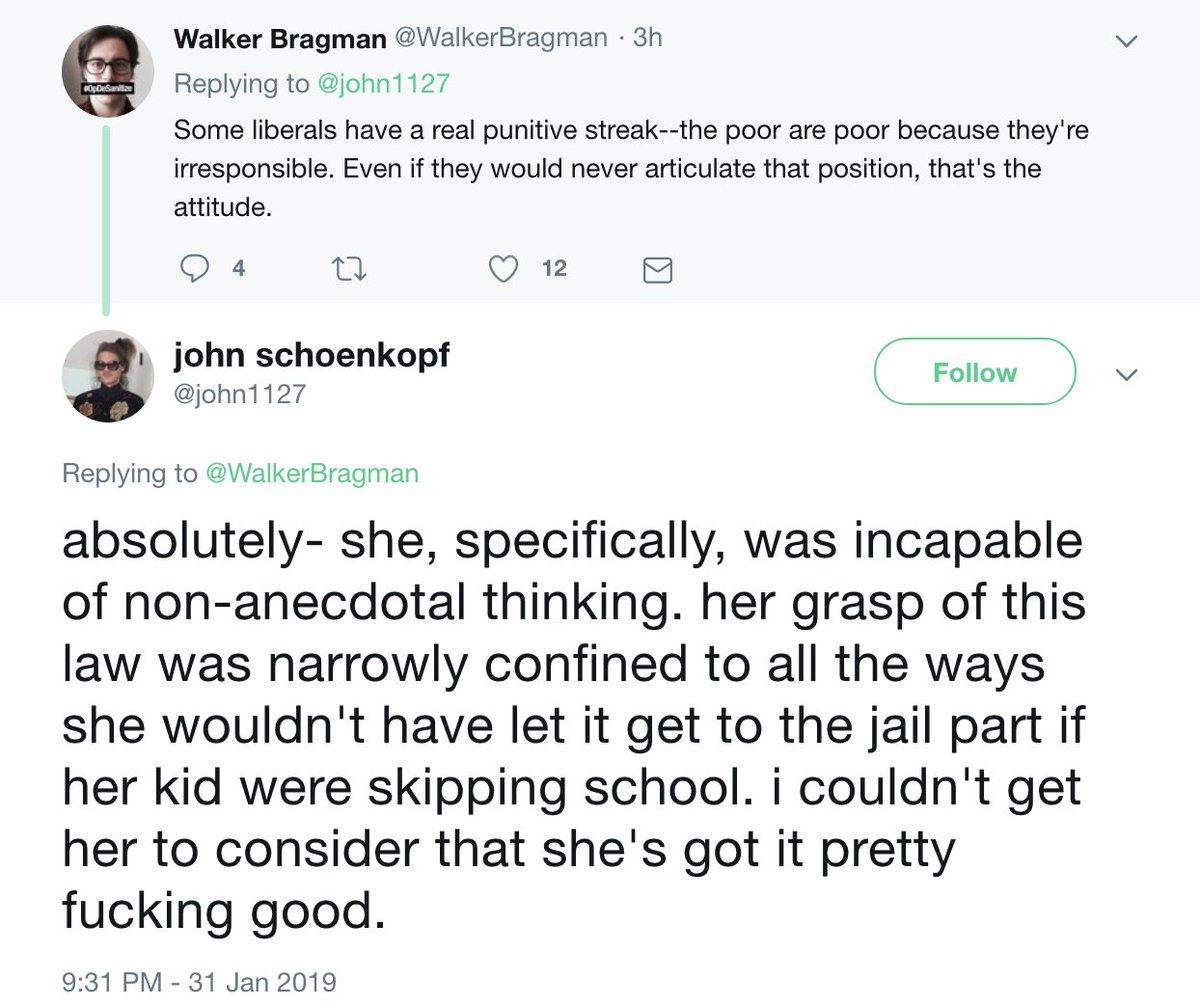 Walker Bragman @WalkerBragman · 3h
Replying to @john1127
Some liberals have a real punitive streak--the poor are poor because they're
irresponsible. Even if they would never articulate that position, that's the
attitude.
4 12
#OpDeSanitize
john schoenkopf
@john1127
Follow
Replying to @WalkerBragman
absolutely- she, specifically, was incapable
of non-anecdotal thinking. her grasp of this
law was narrowly confined to all the ways
she wouldn't have let it get to the jail part if
her kid were skipping school. i couldn't get
her to consider that she's got it pretty
fucking good.
9:31 PM - 31 Jan 2019